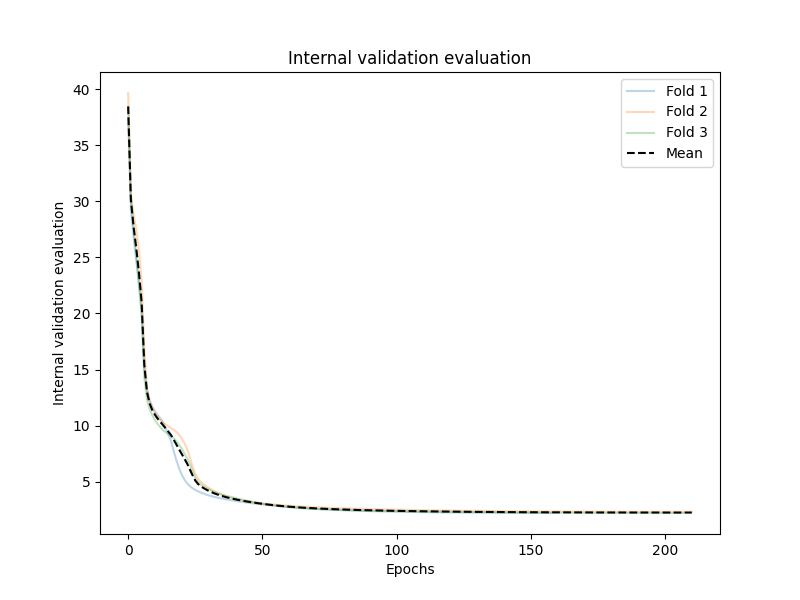 Internal validation evaluation
Fold 1
Fold 2
Fold 3
Mean
Internal validation evaluation
40
35
30
25
20
15
10
5
0
50
100
150
200
Epochs